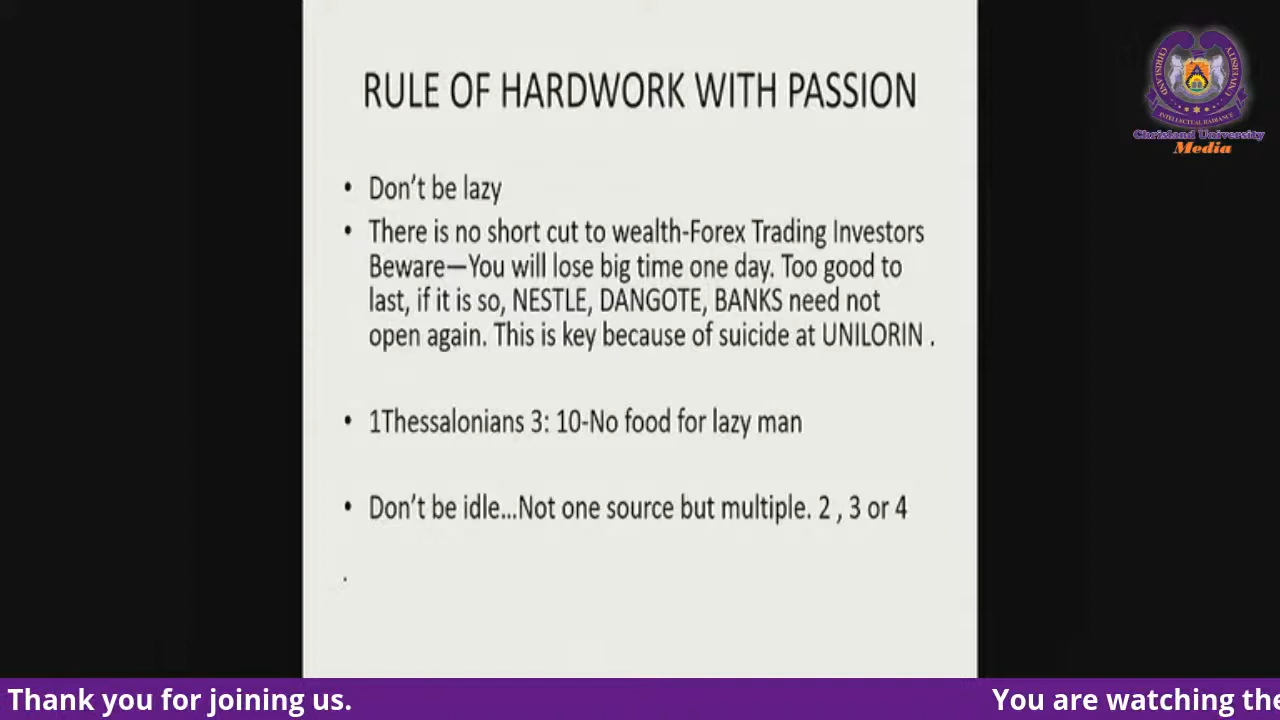 RULE OF HARDWORK WITH PASSION
• Don't be lazy
• There is no short cut to wealth-Forex Trading Investors
Beware—You will lose big time one day. Too good to
last, if it is so, NESTLE, DANGOTE, BANKS need not
open again. This is key because of suicide at UNILORIN .
• 1Thessalonians 3: 10-No food for lazy man
• Don't be idle...Not one source but multiple. 2 , 3 or 4
.
CHRISLAND UNIVERSITY
INTELLECTUAL RADIANCE
Chrisland University
Media
Thank you for joining us.
You are watching the